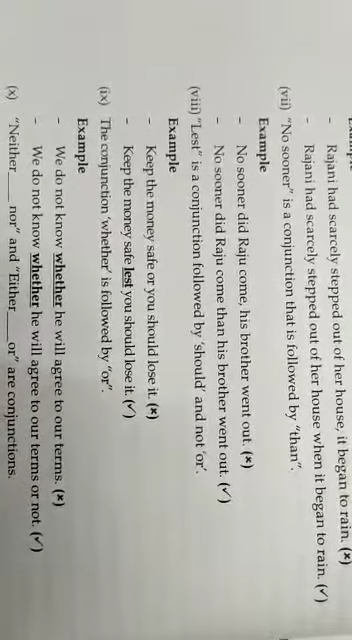 - Rajani had scarcely stepped out of her house, it began to rain. (×)
- Rajani had scarcely stepped out of her house when it began to rain. (✓)
(vii) "No sooner" is a conjunction that is followed by "than".
Example
- No sooner did Raju come, his brother went out. (×)
- No sooner did Raju come than his brother went out. (✓)
(viii) "Lest" is a conjunction followed by 'should' and not 'or'.
Example
- Keep the money safe or you should lose it. (×)
- Keep the money safe lest you should lose it. (✓)
(ix) The conjunction 'whether' is followed by "or".
Example
- We do not know whether he will agree to our terms. (×)
- We do not know whether he will agree to our terms or not. (✓)
(x) "Neither____ nor" and "Either____ or" are conjunctions.